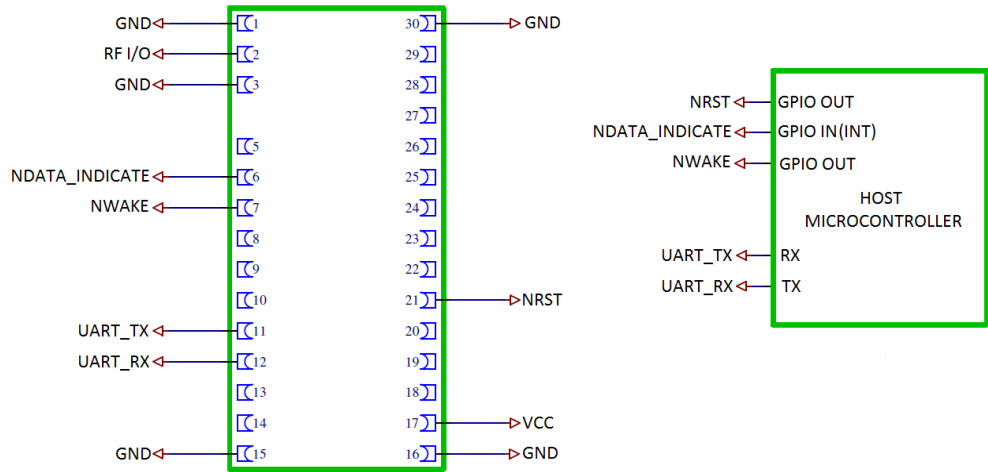 GND 1 30 GND
RF I/O 2 29
GND 3 28
27
5 26
NDATA_INDICATE 6 25
NWAKE 7 24
8 23
9 22
10 21 NRST
UART_TX 11 20
UART_RX 12 19
13 18
14 17 VCC
GND 15 16 GND
NRST GPIO OUT
NDATA_INDICATE GPIO IN(INT)
NWAKE GPIO OUT
HOST
MICROCONTROLLER
UART_TX RX
UART_RX TX